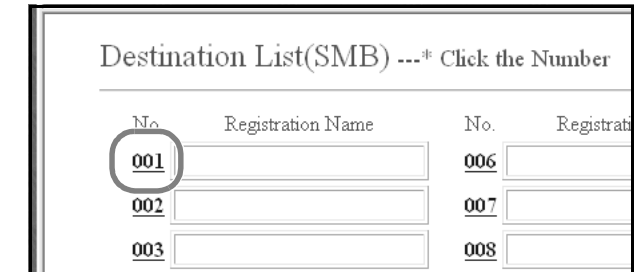 Destination List(SMB) ---* Click the Number
No. Registration Name No.
001 006
002 007
003 008